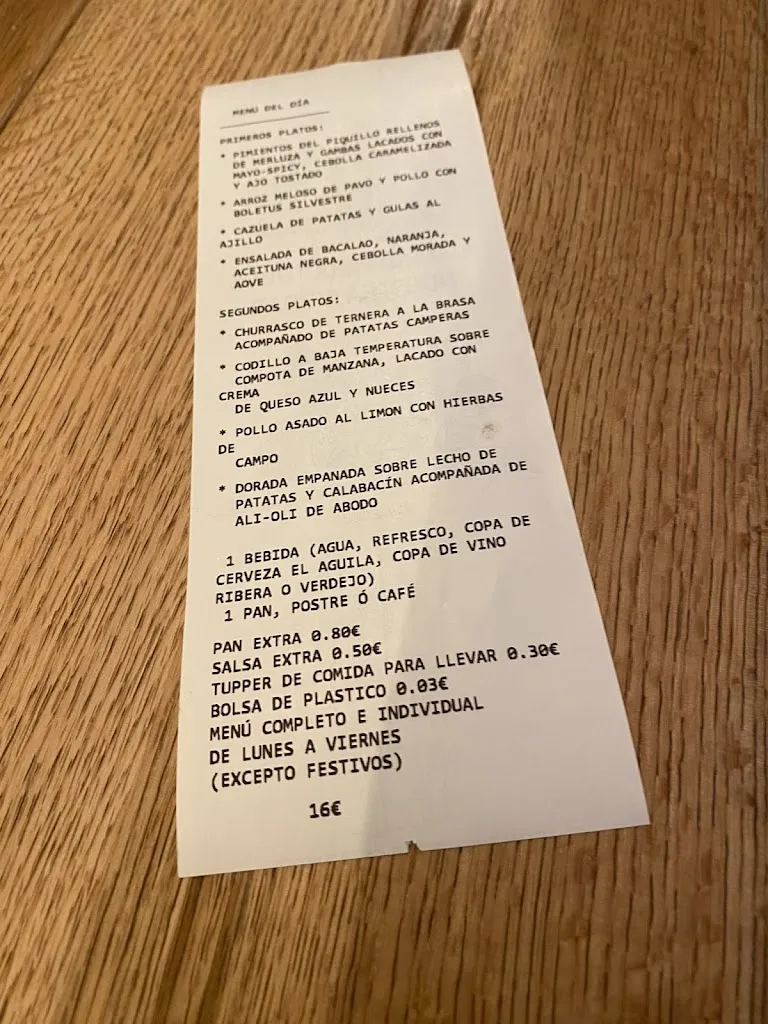 MENÚ DEL DÍA
PRIMEROS PLATOS:
* PIMIENTOS DEL PIQUILLO RELLENOS
DE MERLUZA Y GAMBAS LACADOS CON
MAYO-SPICY, CEBOLLA CARAMELIZADA
Y AJO TOSTADO
* ARROZ MELOSO DE PAVO Y POLLO CON
BOLETUS SILVESTRE
* CAZUELA DE PATATAS Y GULAS AL
AJILLO
* ENSALADA DE BACALAO, NARANJA,
ACEITUNA NEGRA, CEBOLLA MORADA Y
AOVE
SEGUNDOS PLATOS:
* CHURRASCO DE TERNERA A LA BRASA
ACOMPAÑADO DE PATATAS CAMPERAS
* CODILLO A BAJA TEMPERATURA SOBRE
COMPOTA DE MANZANA, LACADO CON
CREMA
DE QUESO AZUL Y NUECES
* POLLO ASADO AL LIMON CON HIERBAS
DE
CAMPO
* DORADA EMPANADA SOBRE LECHO DE
PATATAS Y CALABACÍN ACOMPAÑADA DE
ALI-OLI DE ABODO
1 BEBIDA (AGUA, REFRESCO, COPA DE
CERVEZA EL AGUILA, COPA DE VINO
RIBERA O VERDEJO)
1 PAN, POSTRE Ó CAFÉ
PAN EXTRA 0.80€
SALSA EXTRA 0.50€
TUPPER DE COMIDA PARA LLEVAR 0.30€
BOLSA DE PLASTICO 0.03€
MENÚ COMPLETO E INDIVIDUAL
DE LUNES A VIERNES
(EXCEPTO FESTIVOS)
16€